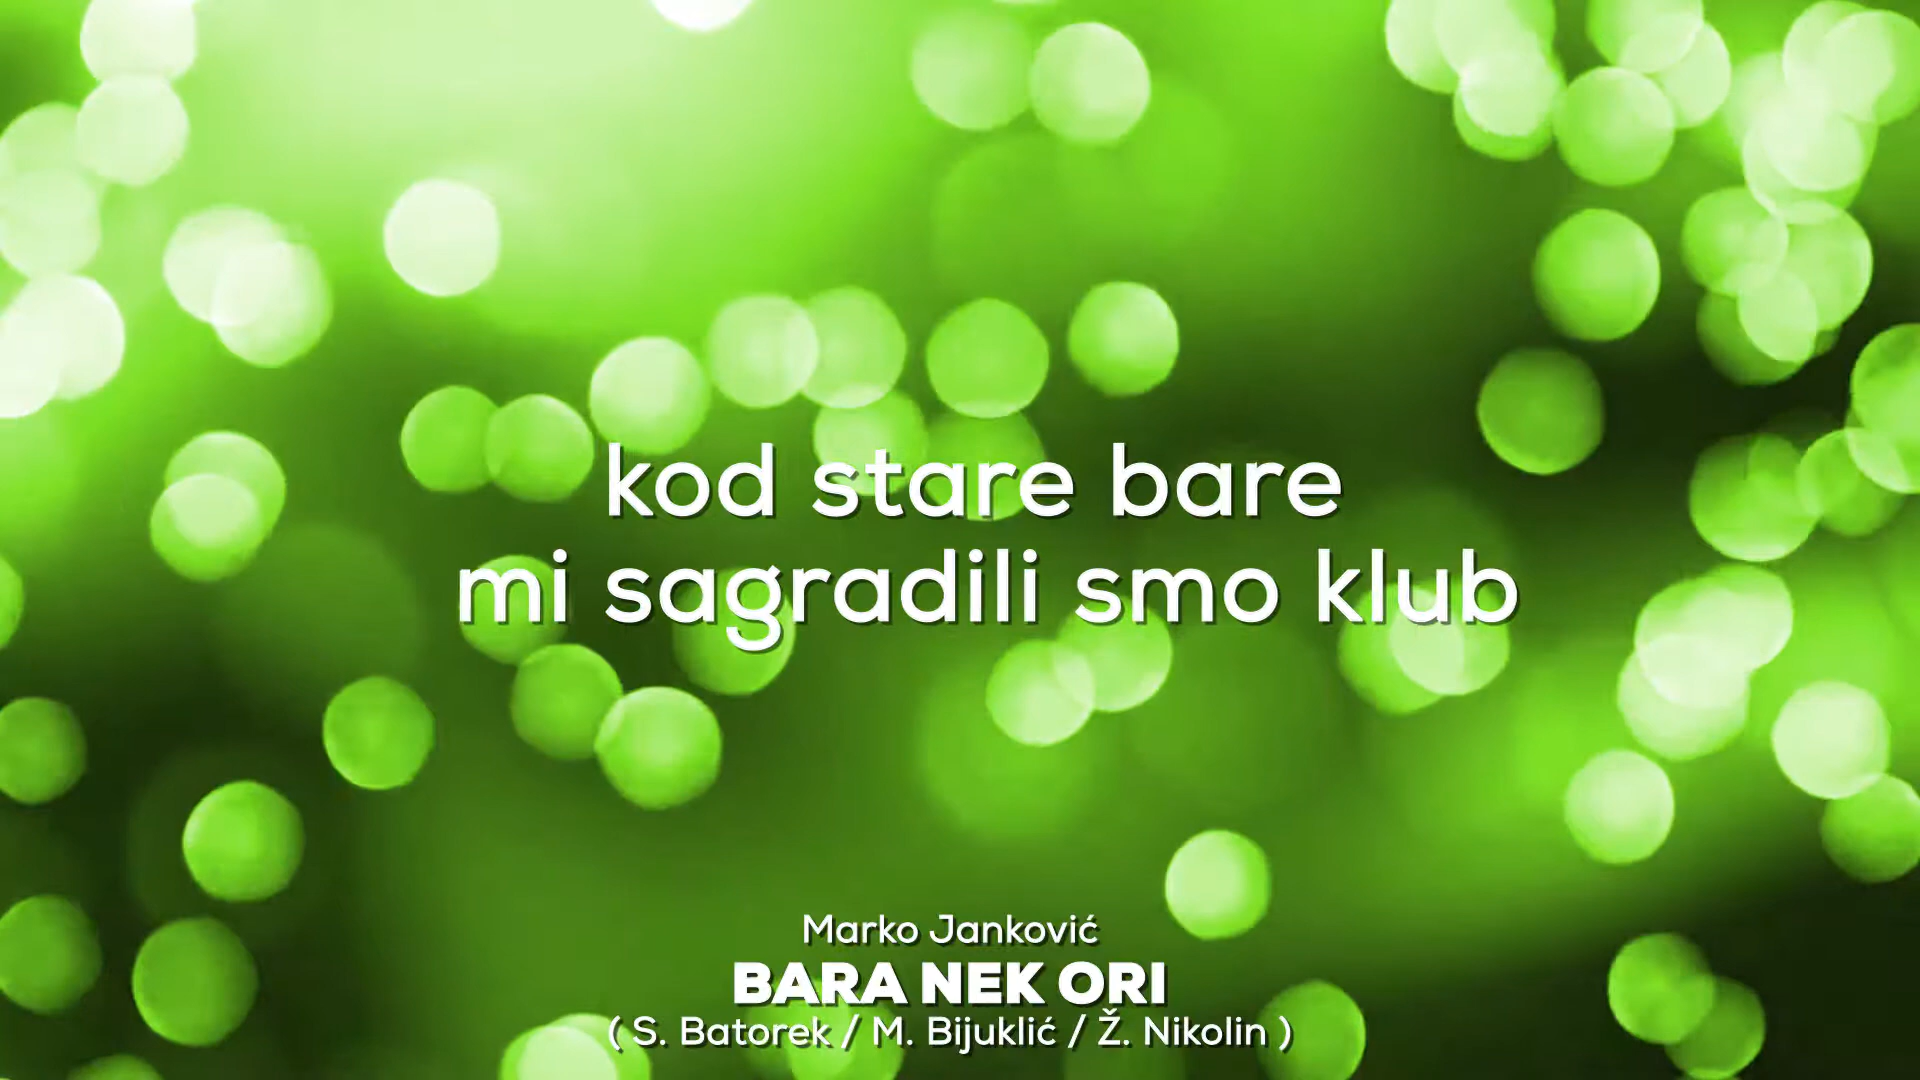 kod stare bare
mi sagradili smo klub
Marko Janković
BARA NEK ORI
( S. Batorek / M. Bijuklić / Ž. Nikolin )